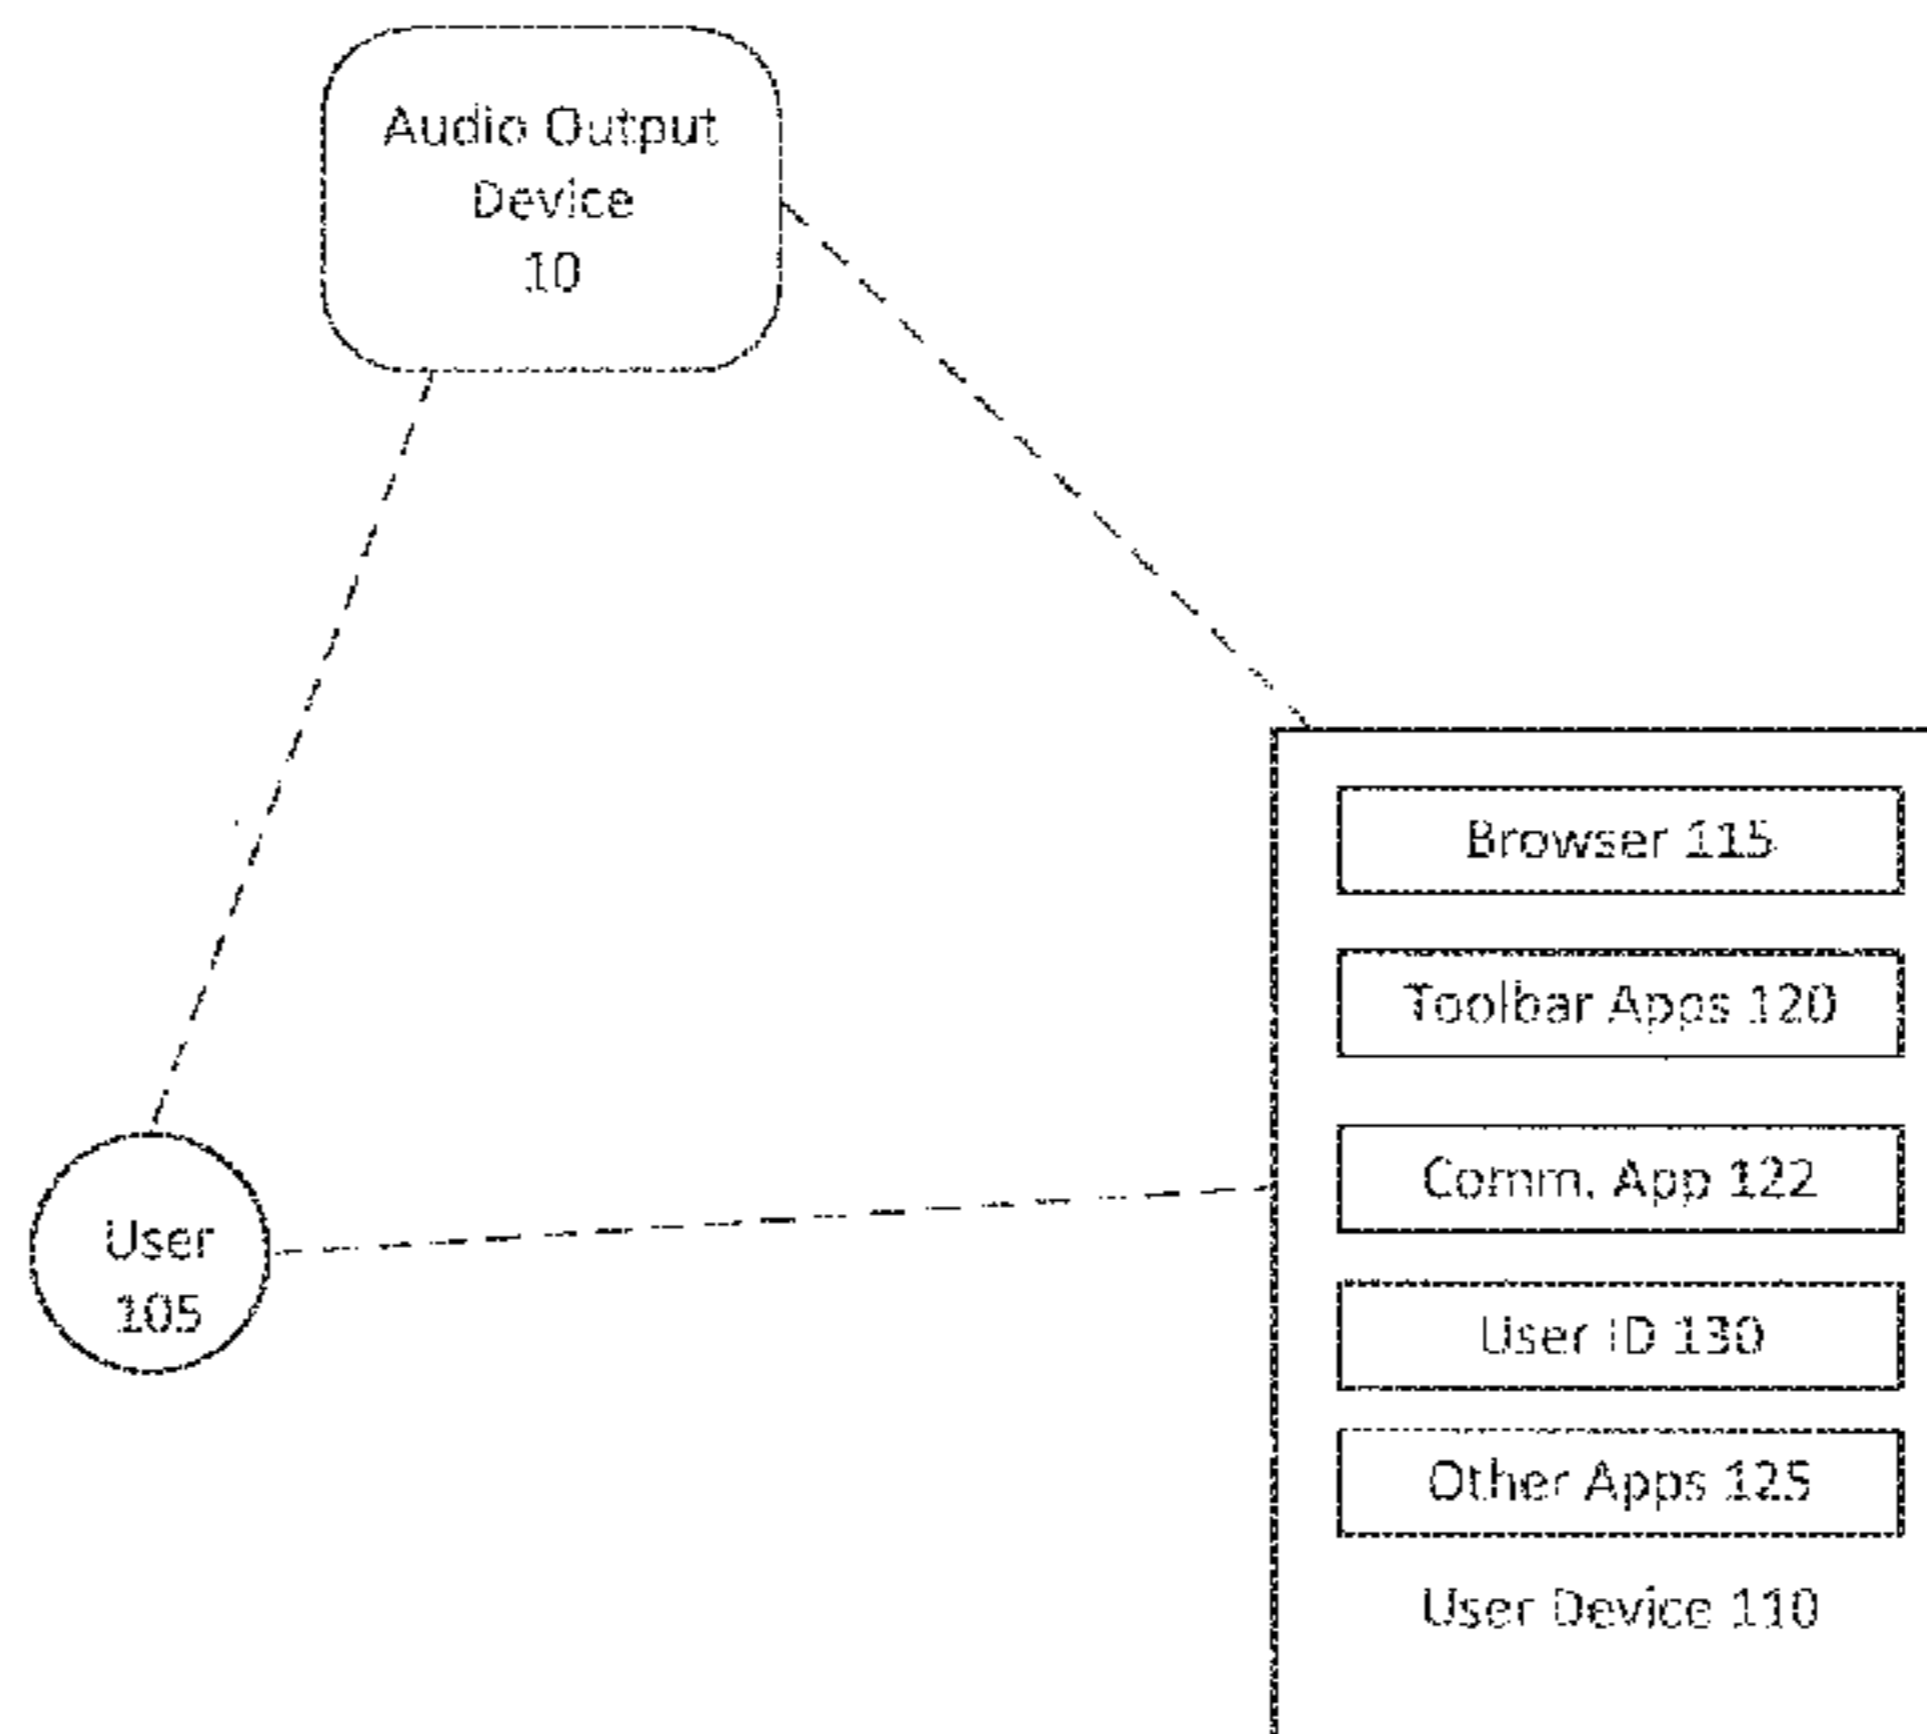 Audio Output
Device
10
Browser 115
Toolbar Apps 120
Comm. App 122
User
105
User ID 130
Other Apps 125
User Device 110